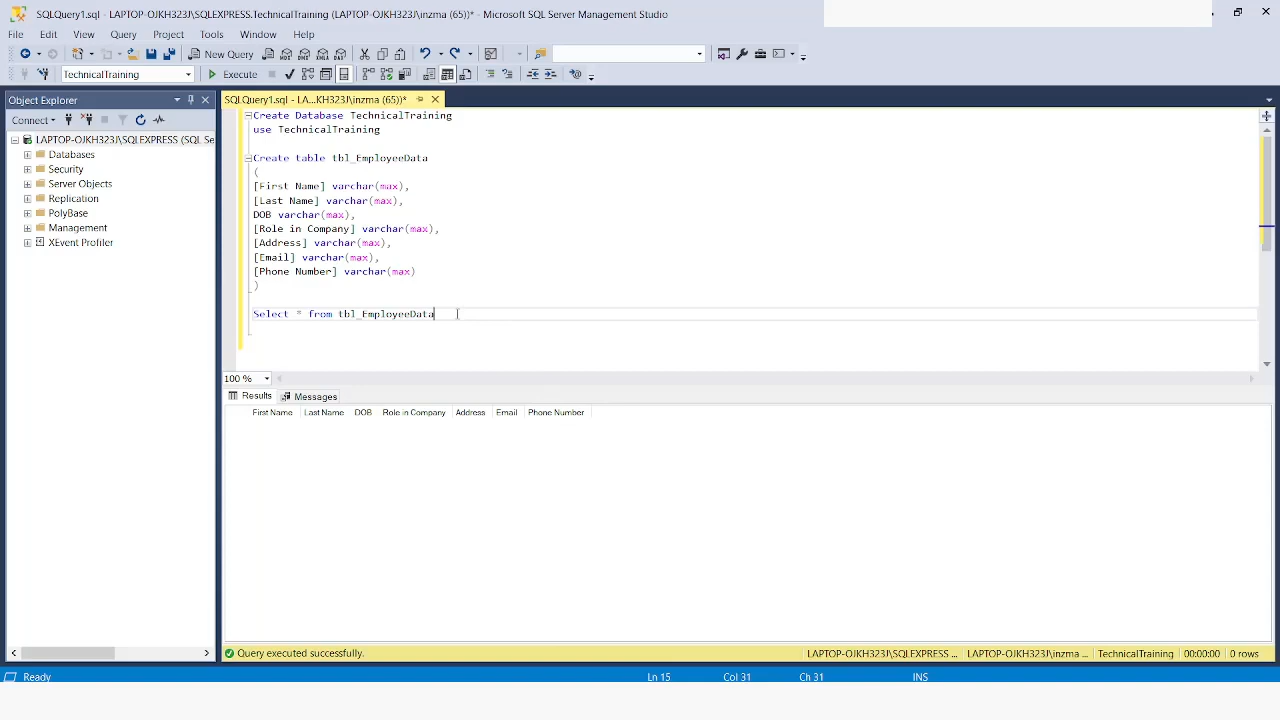 SQLQuery1.sql - LAPTOP-OJKH323J\SQLEXPRESS.TechnicalTraining (LAPTOP-OJKH323J\inzma (65))* - Microsoft SQL Server Management Studio
File Edit View Query Project Tools Window Help
New Query
TechnicalTraining Execute
Object Explorer
SQLQuery1.sql - LA...KH323J\inzma (65))*
Connect
LAPTOP-OJKH323J\SQLEXPRESS (SQL Se
Databases
Security
Server Objects
Replication
PolyBase
Management
XEvent Profiler
Create Database TechnicalTraining
use TechnicalTraining
Create table tbl_EmployeeData
(
[First Name] varchar(max),
[Last Name] varchar(max),
DOB varchar(max),
[Role in Company] varchar(max),
[Address] varchar(max),
[Email] varchar(max),
[Phone Number] varchar(max)
)
Select * from tbl_EmployeeData
100 %
Results Messages
First Name Last Name DOB Role in Company Address Email Phone Number
Query executed successfully. LAPTOP-OJKH323J\SQLEXPRESS ... LAPTOP-OJKH323J\inzma ... TechnicalTraining 00:00:00 0 rows
Ready Ln 15 Col 31 Ch 31 INS